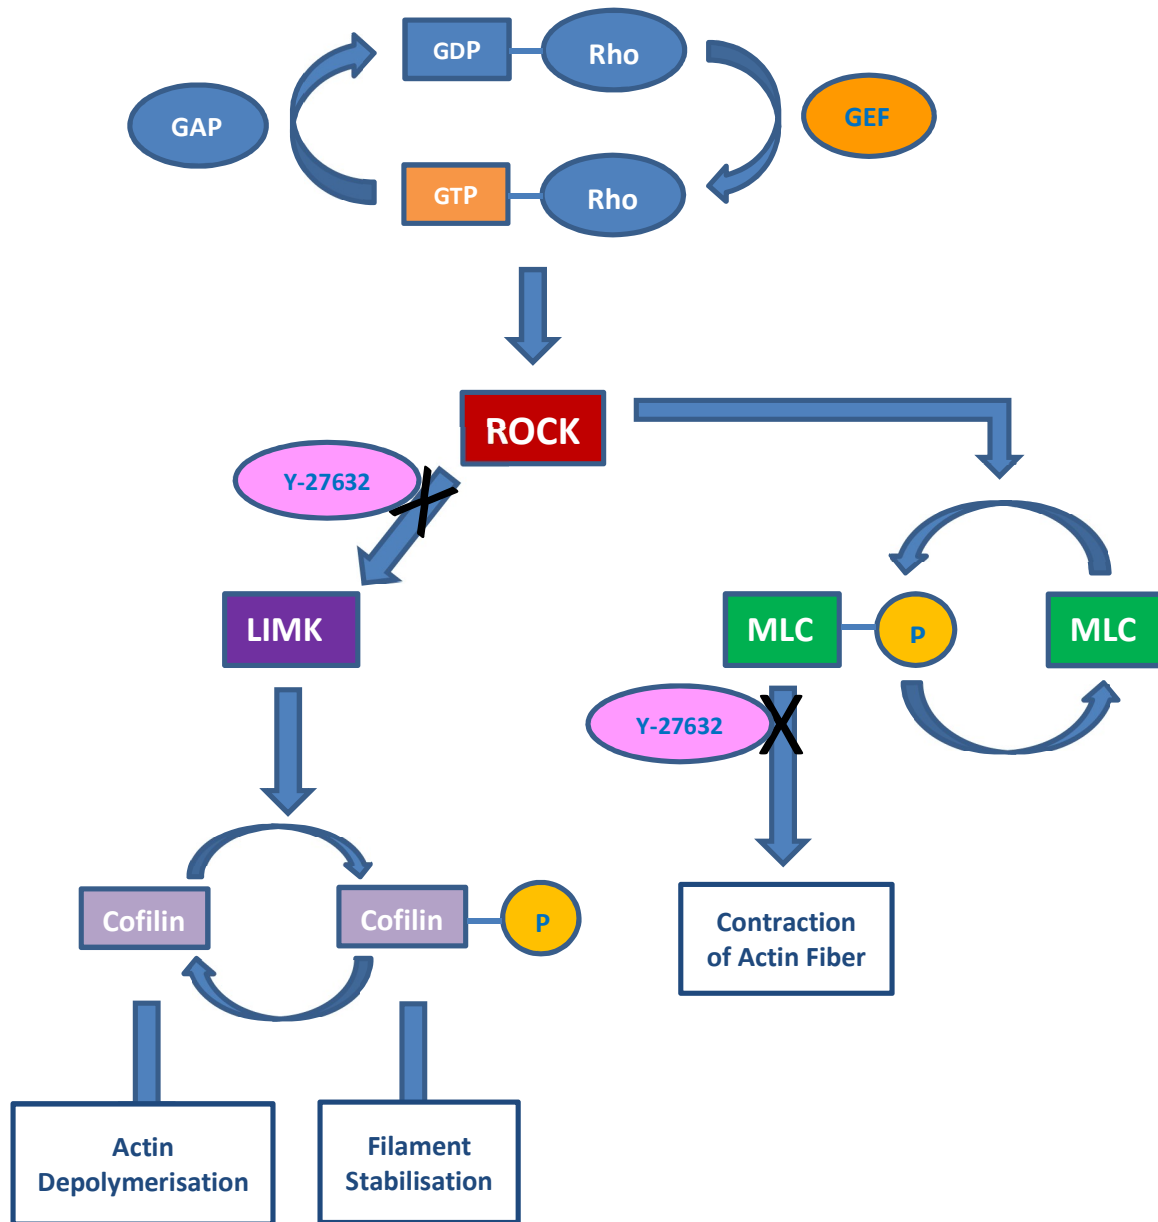 GDP
Rho
GAP
GEF
GTP
Rho
ROCK
Y-27632
LIMK
MLC
P
MLC
Y-27632
Cofilin
Cofilin
P
Contraction
of Actin Fiber
Actin
Depolymerisation
Filament
Stabilisation